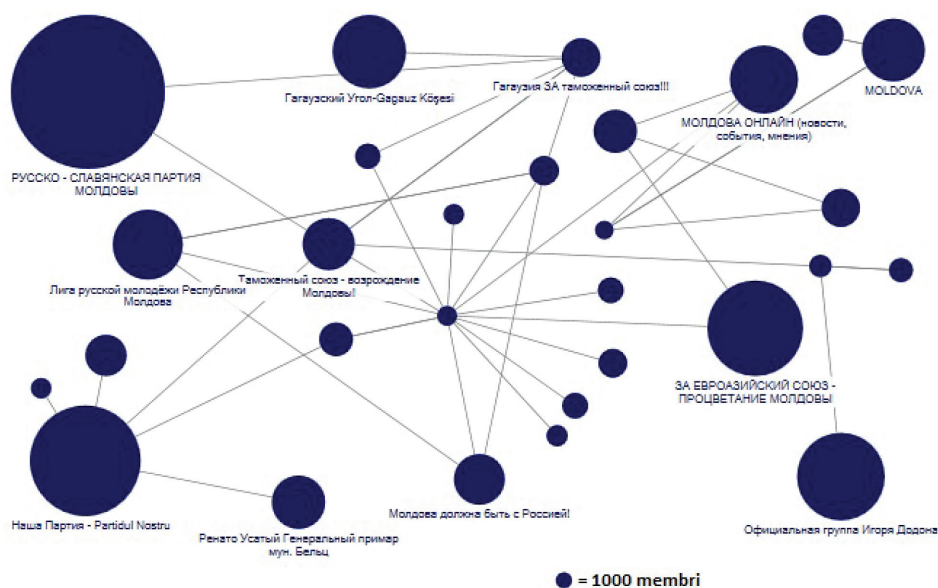 Гагаузский Угол-Gagauz Köşesi
Гагаузия ЗА таможенный союз!!!
MOLDOVA
МОЛДОВА ОНЛАЙН (новости,
события, мнения)
РУССКО - СЛАВЯНСКАЯ ПАРТИЯ
МОЛДОВЫ
Лига русской молодёжи Республики
Молдова
Таможенный союз - возрождение
Молдовы!
ЗА ЕВРОАЗИЙСКИЙ СОЮЗ -
ПРОЦВЕТАНИЕ МОЛДОВЫ
Наша Партия - Partidul Nostru
Ренато Усатый Генеральный примар
мун. Бельц
Молдова должна быть с Россией!
Официальная группа Игоря Додона
= 1000 membri